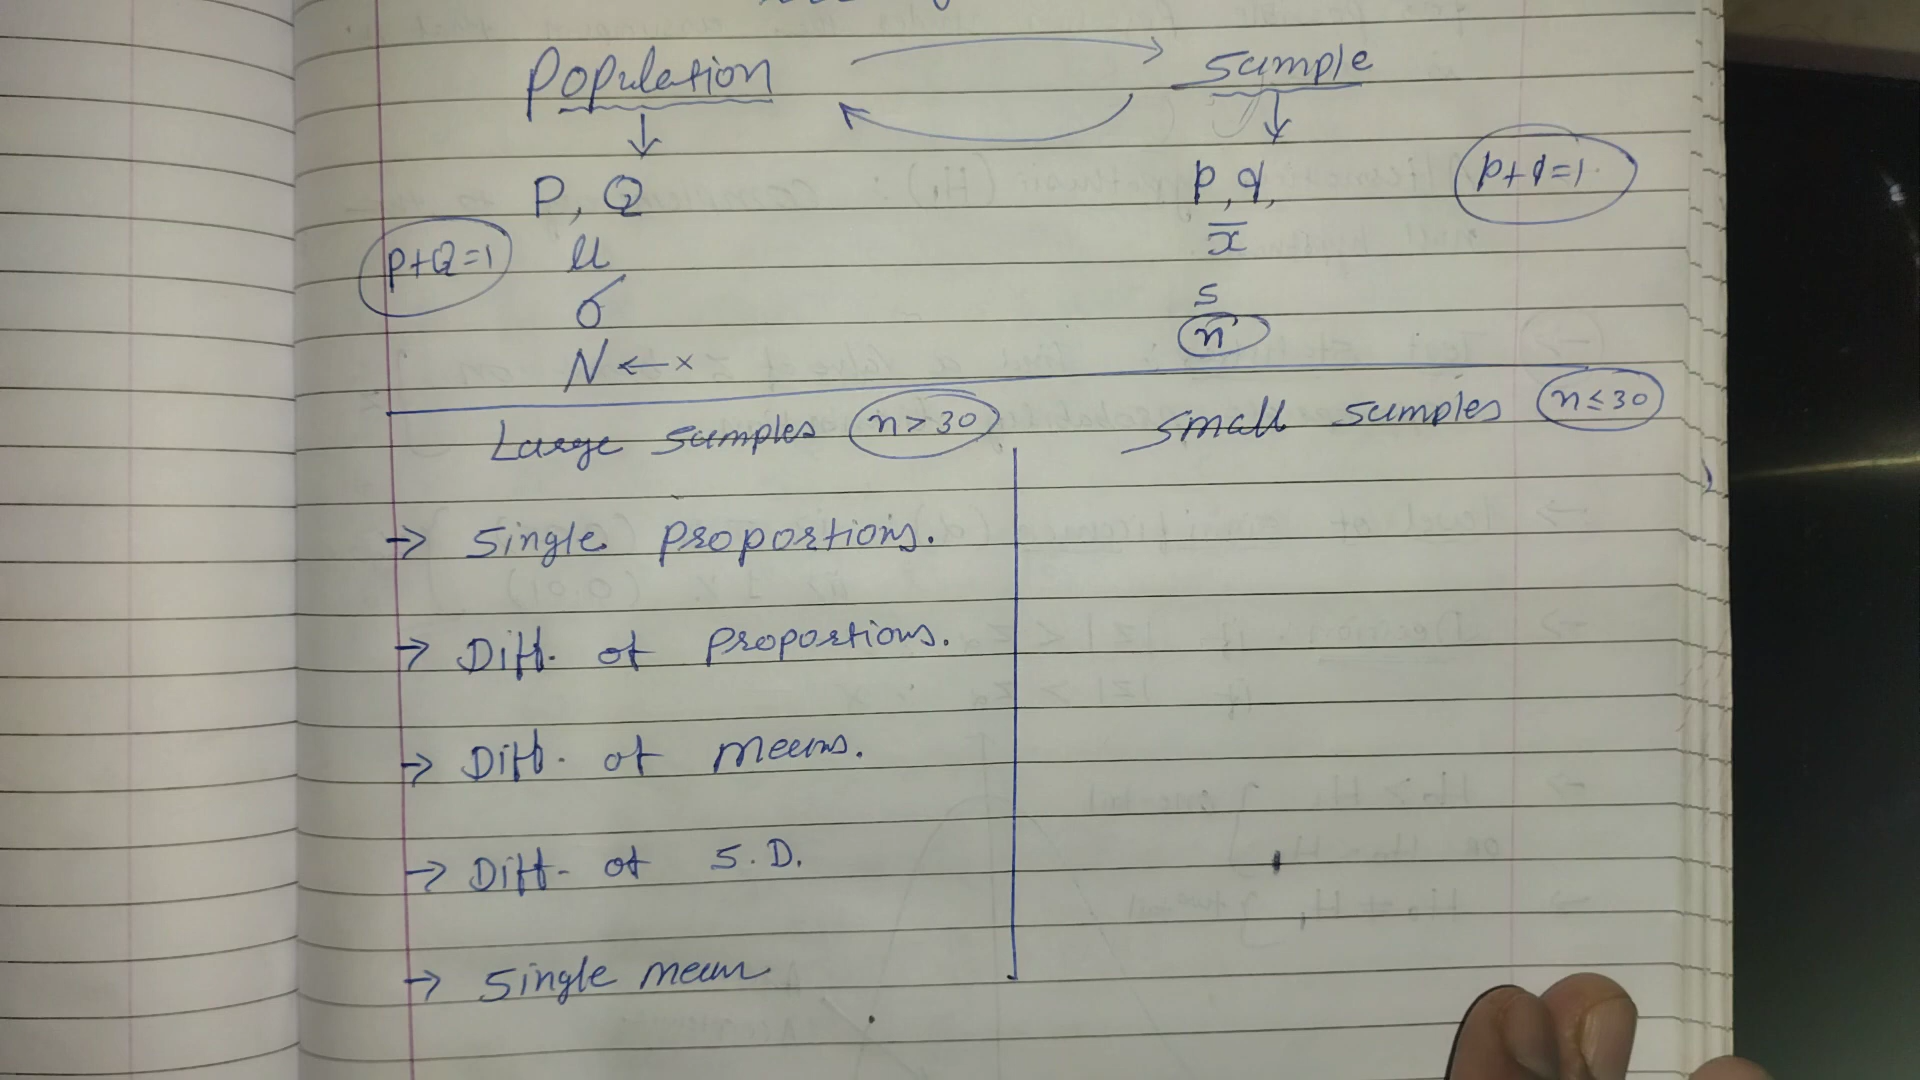 Population → Sample
↓ ↓
P, Q p, q, p+q=1.
P+Q=1 μ x̄
σ s
N ← × n
Large samples n > 30
Small samples n ≤ 30
→ Single proportions.
→ Diff. of proportions.
→ Diff. of means.
→ Diff. of S.D.
→ Single mean